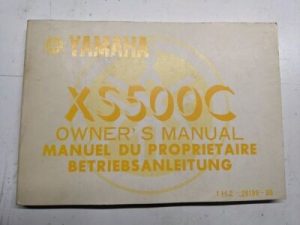 YAMAHA
XS500C
OWNER'S MANUAL
MANUEL DU PROPRIETAIRE
BETRIEBSANLEITUNG